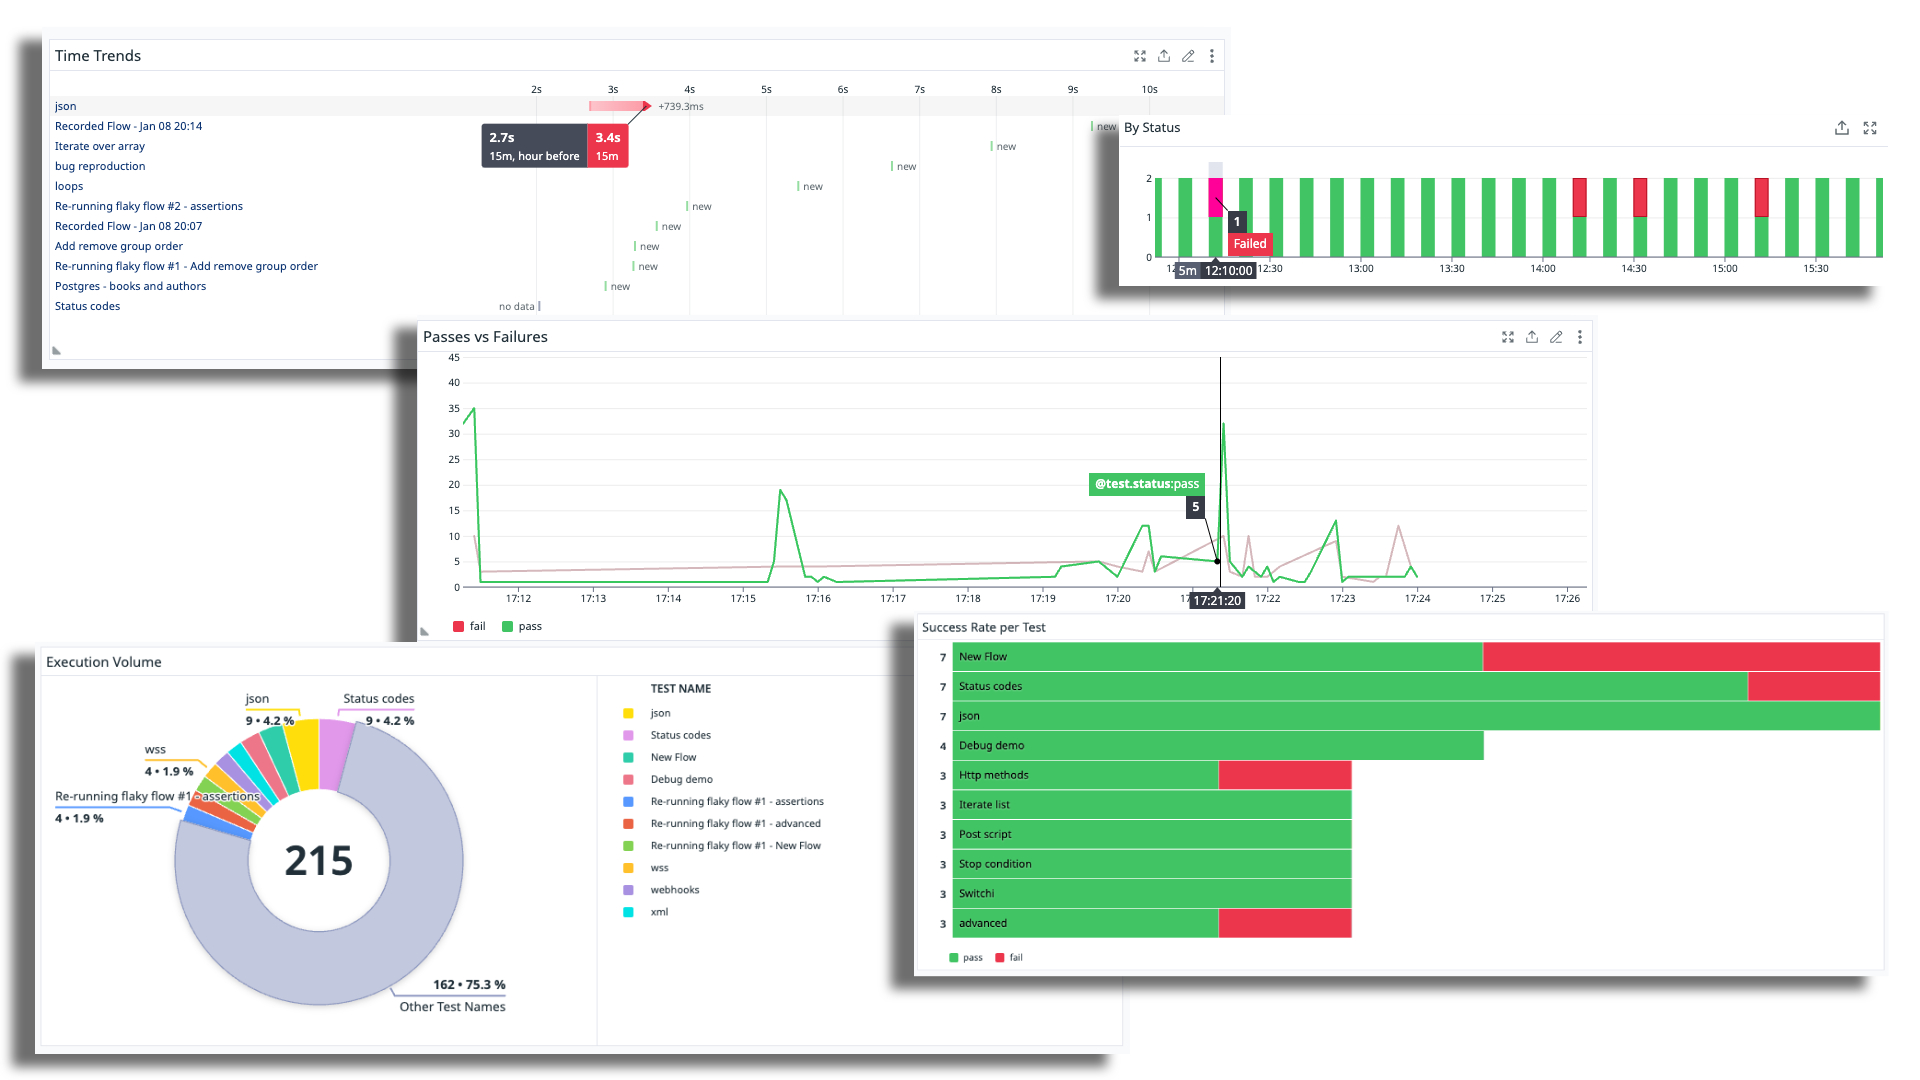 Time Trends
2s 3s 4s 5s 6s 7s 8s 9s 10s
json +739.3ms
Recorded Flow - Jan 08 20:14 new
2.7s 3.4s
15m, hour before 15m
Iterate over array new
bug reproduction new
loops new
Re-running flaky flow #2 - assertions new
Recorded Flow - Jan 08 20:07 new
Add remove group order new
Re-running flaky flow #1 - Add remove group order new
Postgres - books and authors new
Status codes no data
By Status
2
1
0
1
Failed
5m 12:10:00 12:30 13:00 13:30 14:00 14:30 15:00 15:30
Passes vs Failures
45
40
35
30
25
20
15
10
5
0
@test.status:pass
5
17:12 17:13 17:14 17:15 17:16 17:17 17:18 17:19 17:20 17:21:20 17:22 17:23 17:24 17:25 17:26
fail pass
Execution Volume
json
9 • 4.2 %
Status codes
9 • 4.2 %
wss
4 • 1.9 %
Re-running flaky flow #1 - assertions
4 • 1.9 %
215
162 • 75.3 %
Other Test Names
TEST NAME
json
Status codes
New Flow
Debug demo
Re-running flaky flow #1 - assertions
Re-running flaky flow #1 - advanced
Re-running flaky flow #1 - New Flow
wss
webhooks
xml
Success Rate per Test
7 New Flow
7 Status codes
7 json
4 Debug demo
3 Http methods
3 Iterate list
3 Post script
3 Stop condition
3 Switchi
3 advanced
pass fail